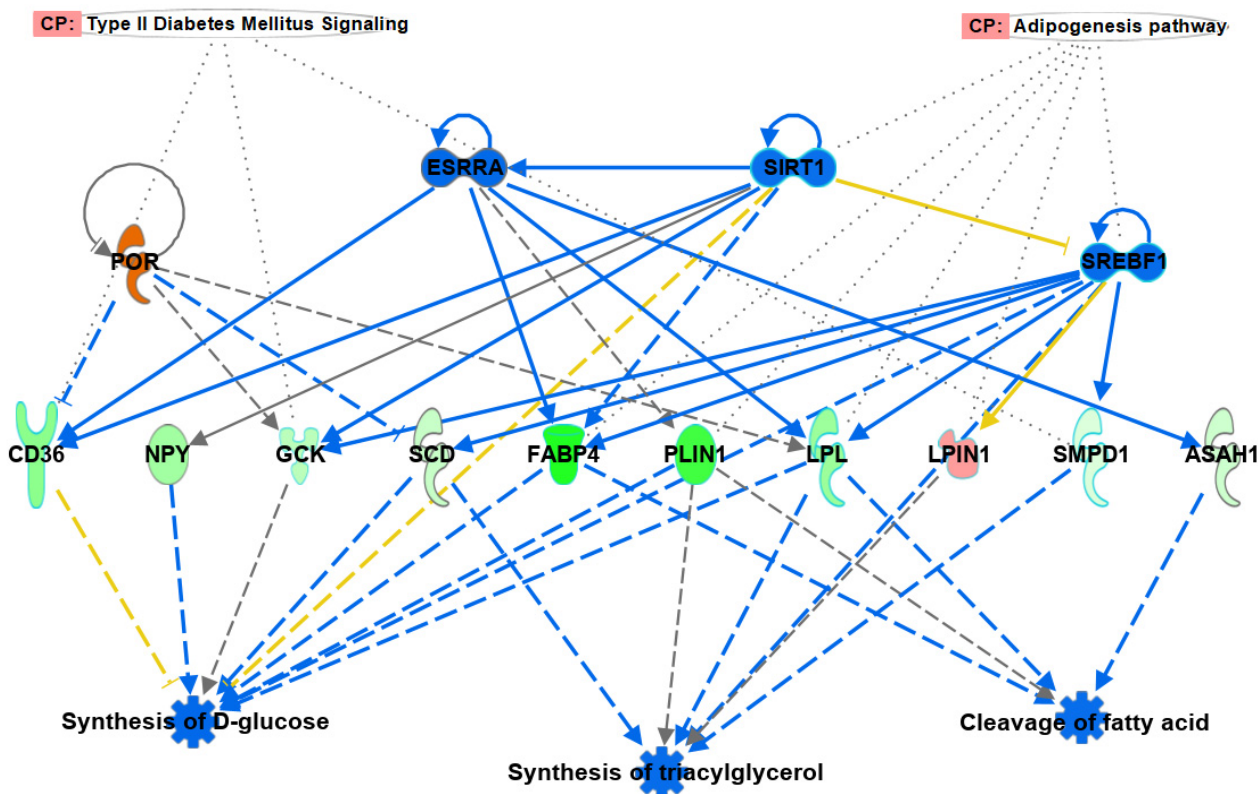 CP: Type II Diabetes Mellitus Signaling
CP: Adipogenesis pathway
ESRRA
SIRT1
POR
SREBF1
CD36
NPY
GCK
SCD
FABP4
PLIN1
LPL
LPIN1
SMPD1
ASAH1
Synthesis of D-glucose
Cleavage of fatty acid
Synthesis of triacylglycerol